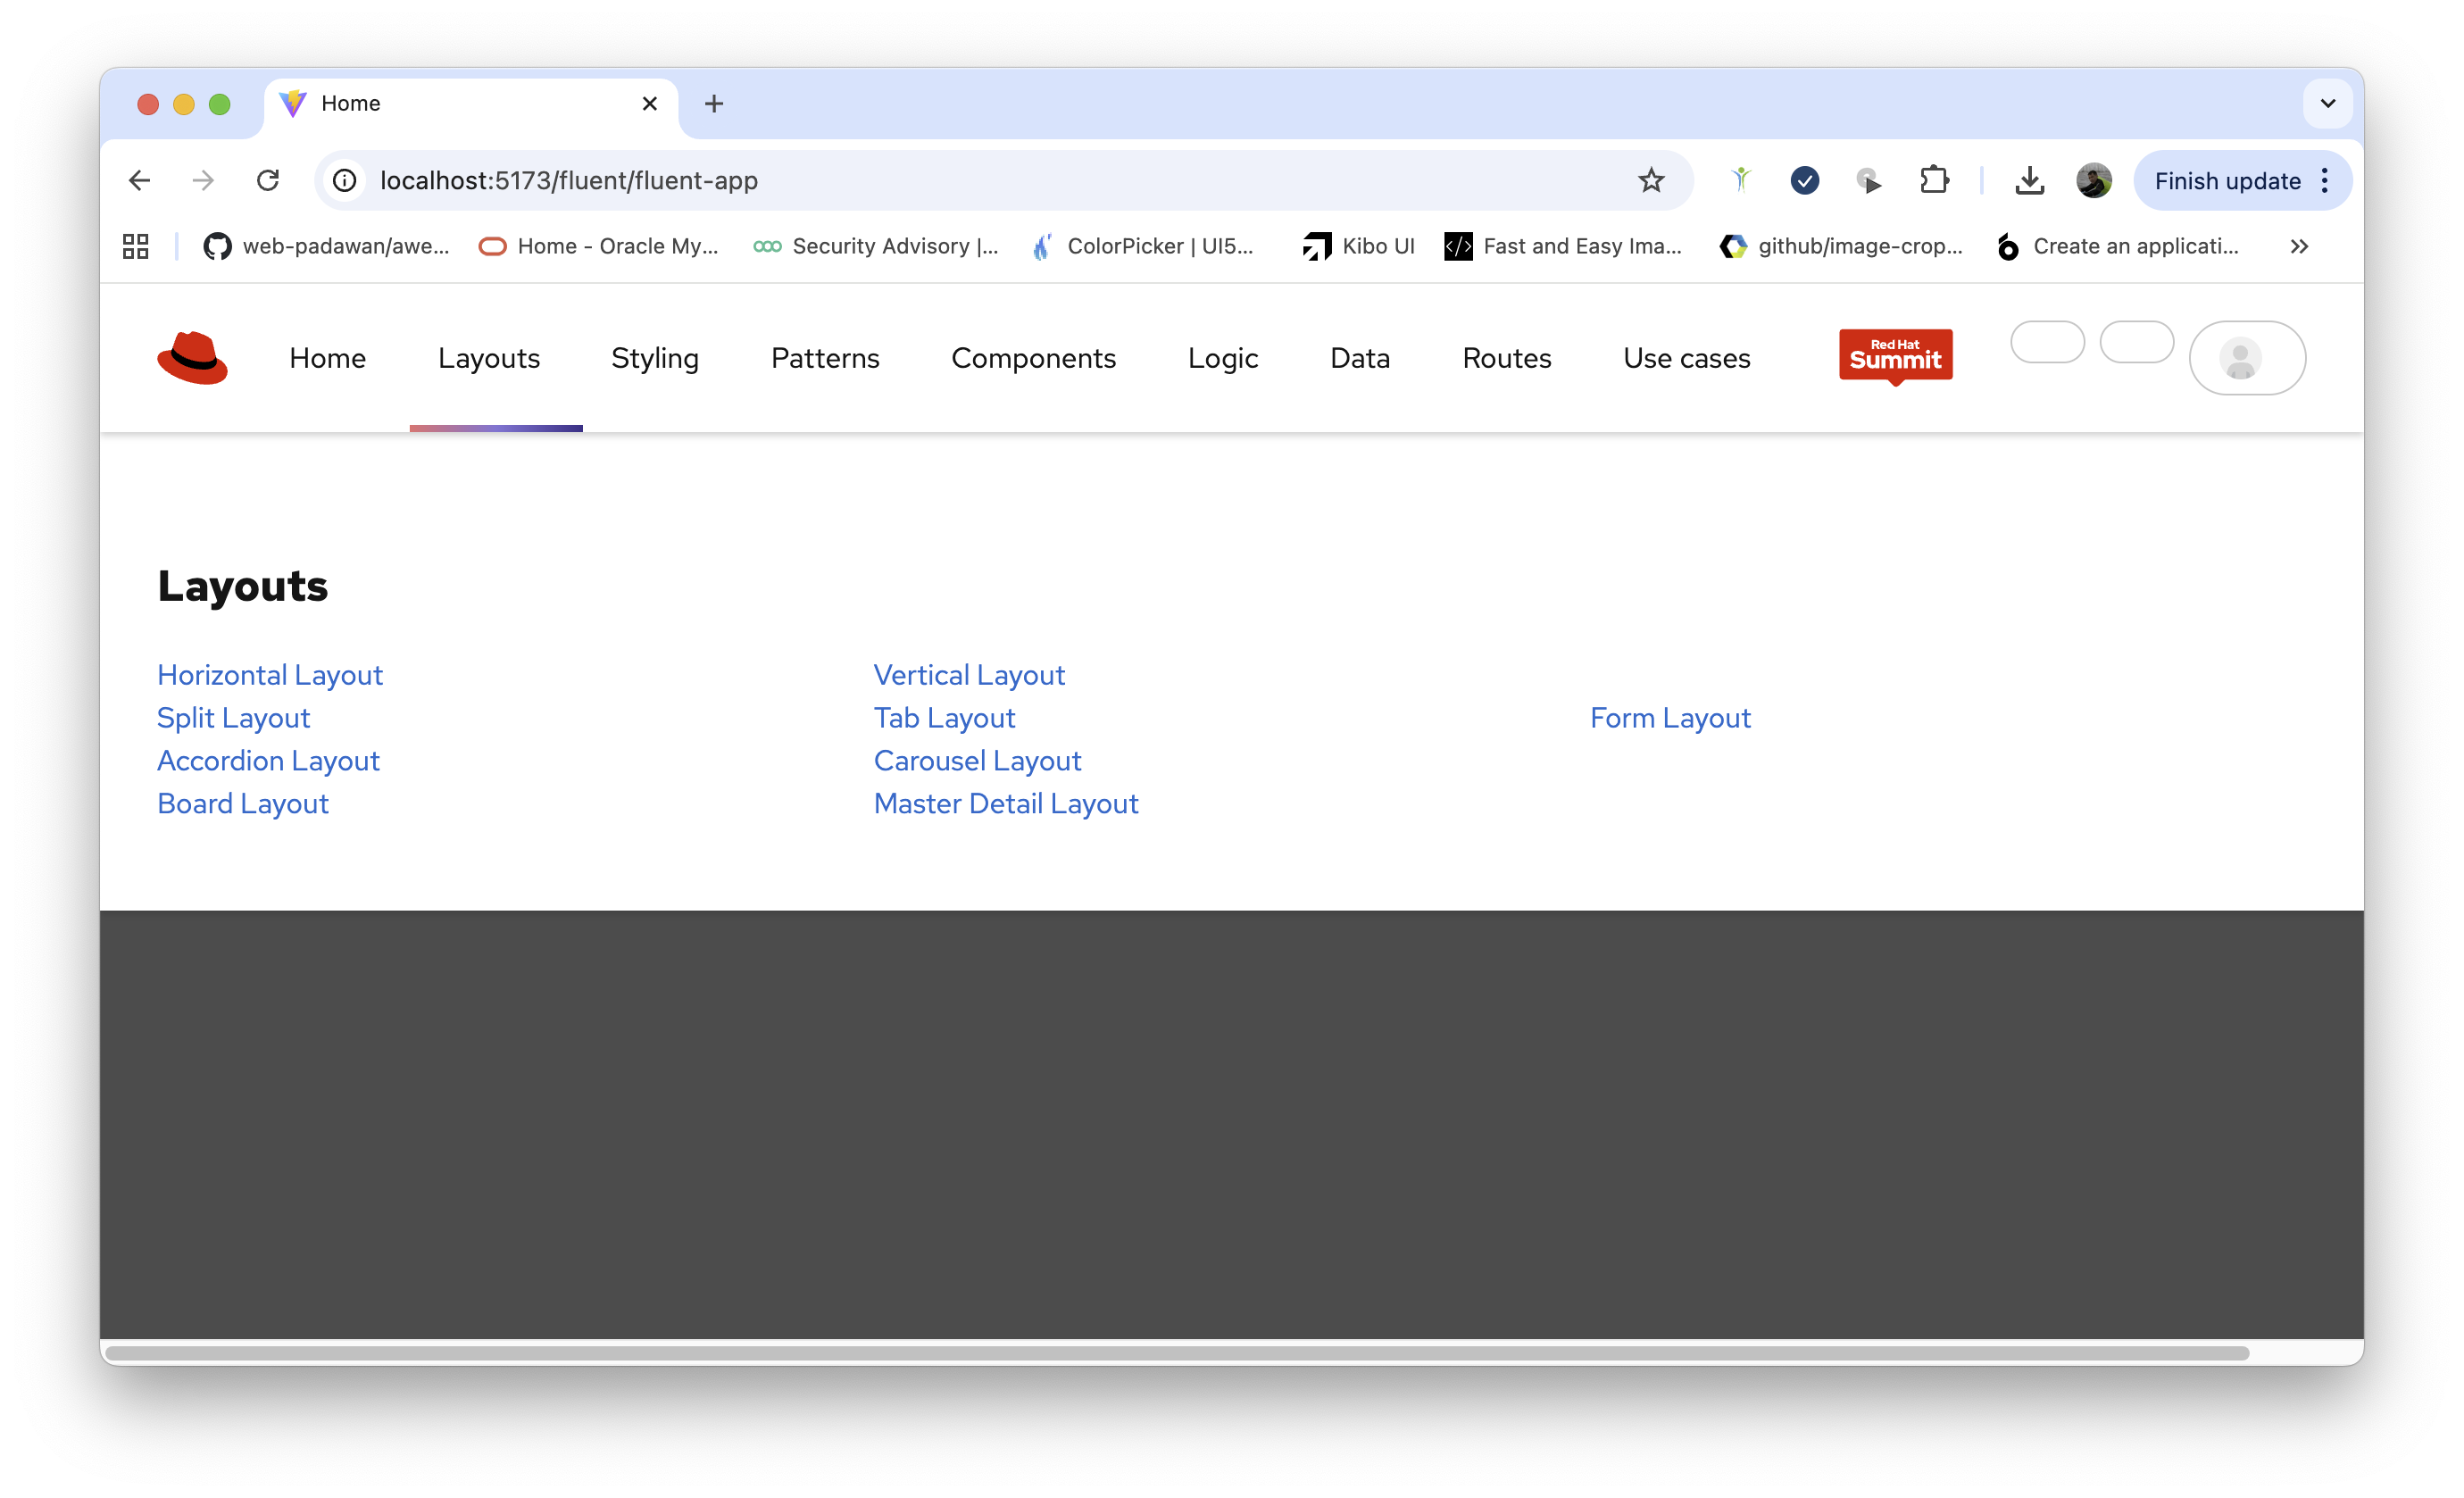 Home
localhost:5173/fluent/fluent-app
Finish update
web-padawan/awe... Home - Oracle My... Security Advisory |... ColorPicker | UI5... Kibo UI Fast and Easy Ima... github/image-crop... Create an applicati...
Home Layouts Styling Patterns Components Logic Data Routes Use cases
Red Hat
Summit
Layouts
Horizontal Layout Vertical Layout
Split Layout Tab Layout Form Layout
Accordion Layout Carousel Layout
Board Layout Master Detail Layout